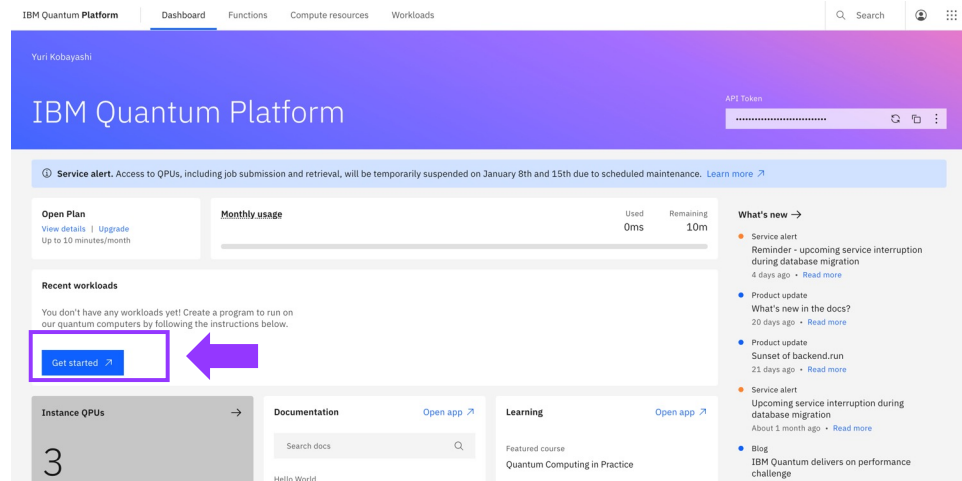 IBM Quantum Platform
Dashboard
Functions
Compute resources
Workloads
Search
Yuri Kobayashi
IBM Quantum Platform
API Token
Service alert. Access to QPUs, including job submission and retrieval, will be temporarily suspended on January 8th and 15th due to scheduled maintenance. Learn more ↗
Open Plan
View details | Upgrade
Up to 10 minutes/month
Monthly usage
Used
0ms
Remaining
10m
Recent workloads
You don't have any workloads yet! Create a program to run on
our quantum computers by following the instructions below.
Get started ↗
Instance QPUs →
3
Documentation
Open app ↗
Search docs
Hello World
Learning
Open app ↗
Featured course
Quantum Computing in Practice
What's new →
Service alert
Reminder - upcoming service interruption
during database migration
4 days ago • Read more
Product update
What's new in the docs?
20 days ago • Read more
Product update
Sunset of backend.run
21 days ago • Read more
Service alert
Upcoming service interruption during
database migration
About 1 month ago • Read more
Blog
IBM Quantum delivers on performance
challenge